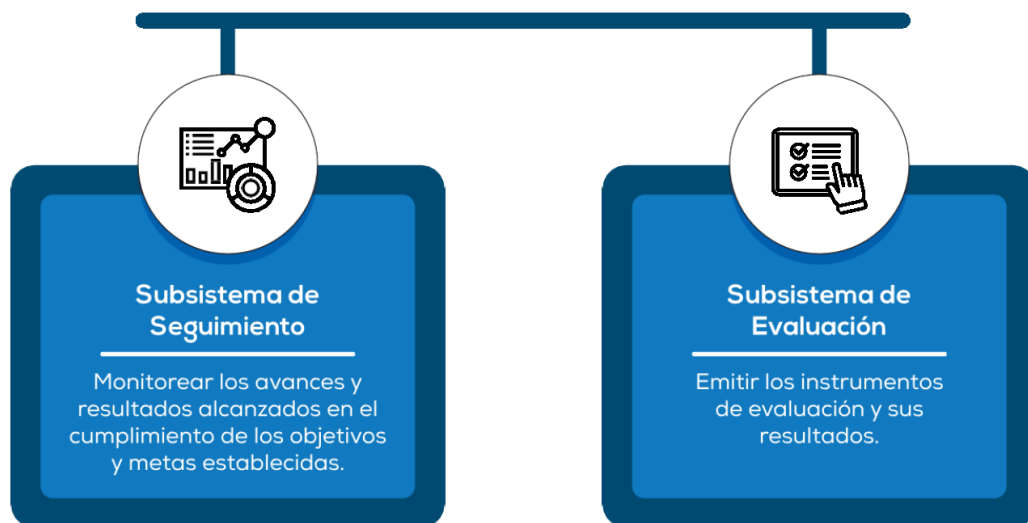 Subsistema de
Seguimiento
Monitorear los avances y
resultados alcanzados en el
cumplimiento de los objetivos
y metas establecidas.
Subsistema de
Evaluación
Emitir los instrumentos
de evaluación y sus
resultados.